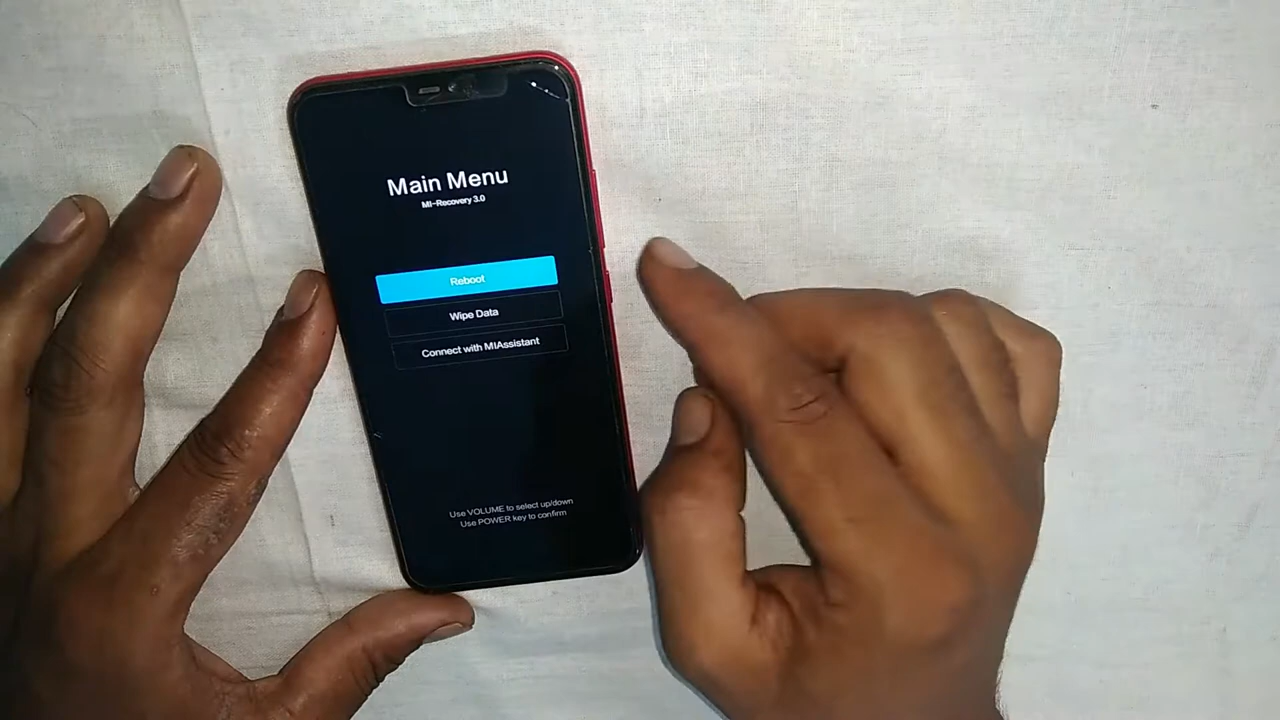 Main Menu
MI-Recovery 3.0
Reboot
Wipe Data
Connect with MIAssistant
Use VOLUME to select up/down
Use POWER key to confirm